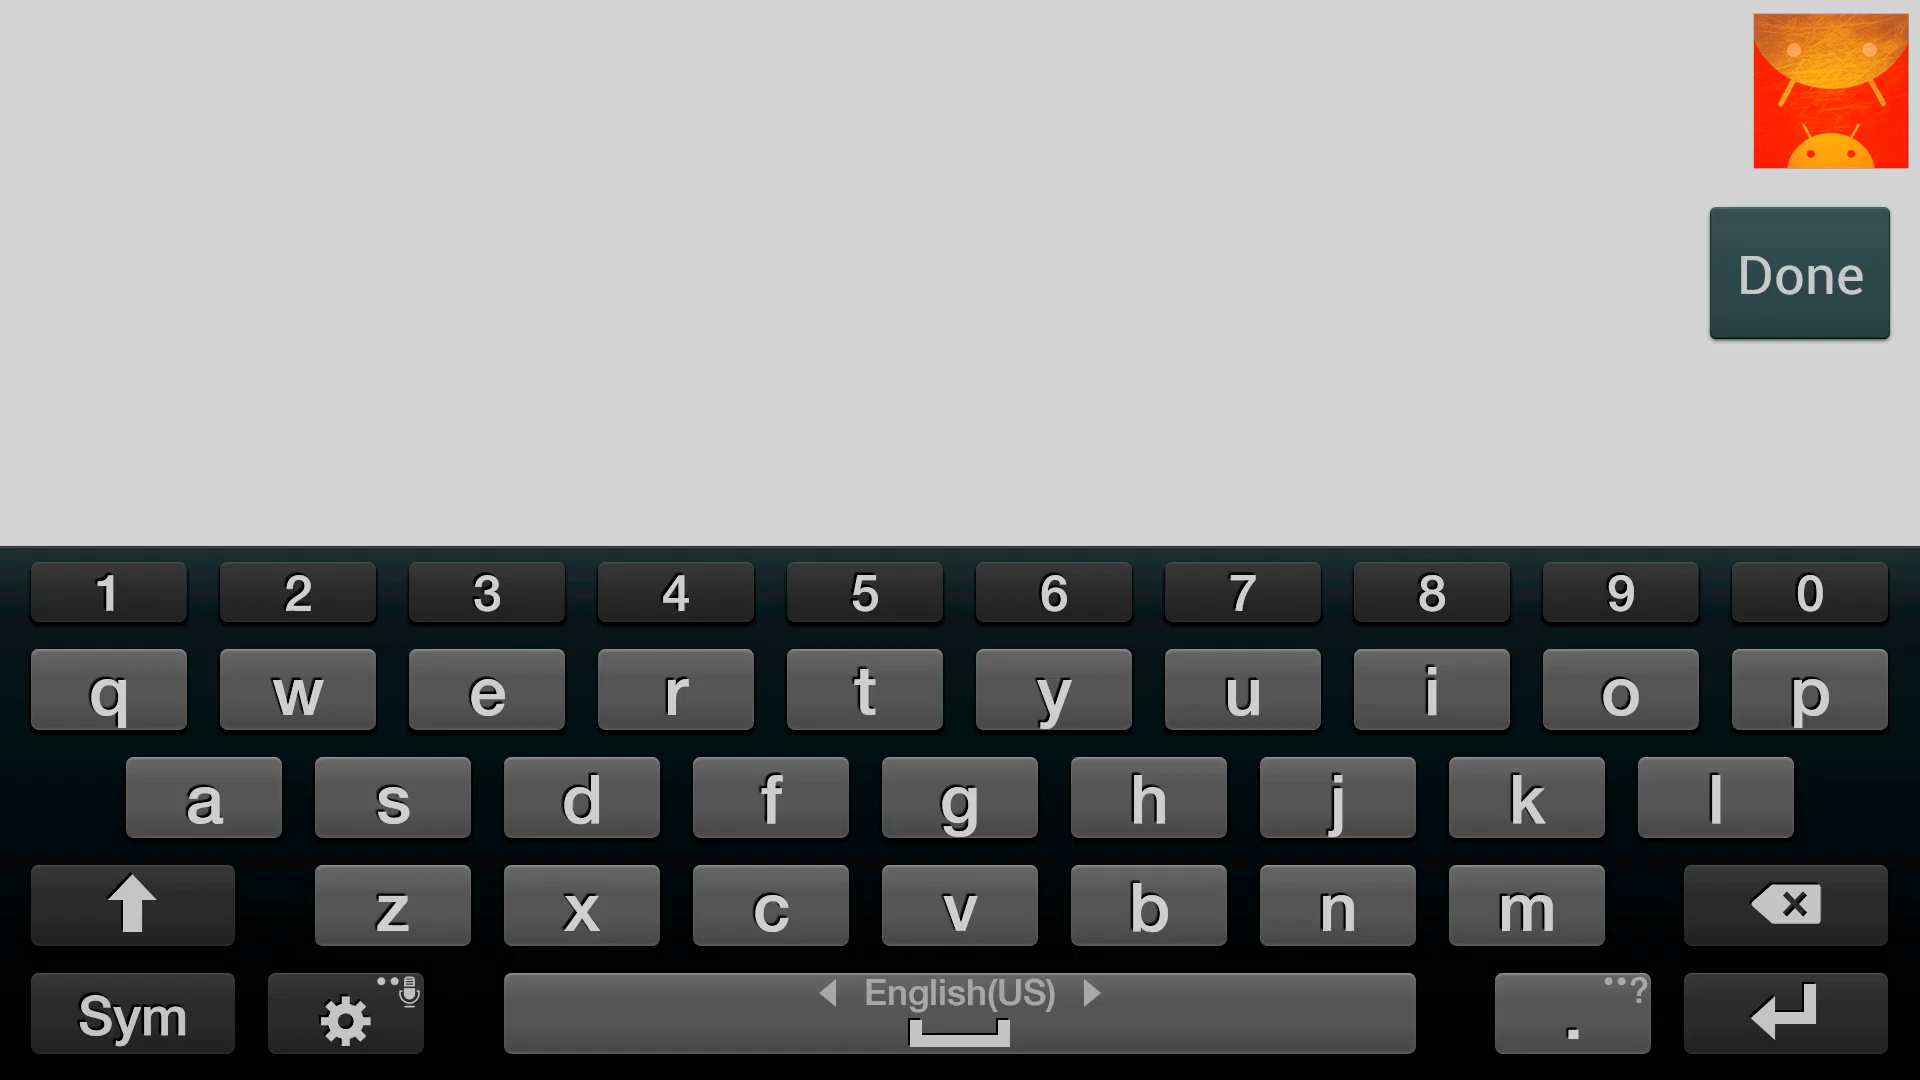 Done
1 2 3 4 5 6 7 8 9 0
q w e r t y u i o p
a s d f g h j k l
z x c v b n m
English(US)
Sym . ?